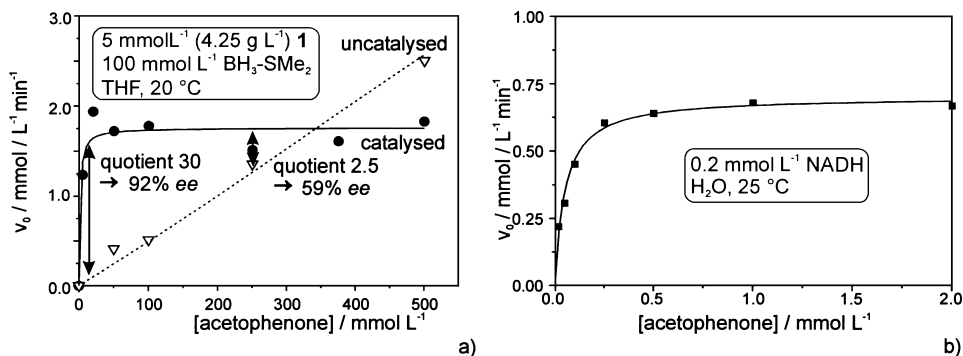 3.0
2.0
1.0
0.0
v₀ / mmol / L⁻¹ min⁻¹
5 mmolL⁻¹ (4.25 g L⁻¹) 1
100 mmol L⁻¹ BH₃-SMe₂
THF, 20 °C
uncatalysed
catalysed
quotient 30
→ 92% ee
quotient 2.5
→ 59% ee
0 100 200 300 400 500
[acetophenone] / mmol L⁻¹
a)
1.00
0.75
0.50
0.25
0.00
v₀ / mmol / L⁻¹ min⁻¹
0.2 mmol L⁻¹ NADH
H₂O, 25 °C
0.0 0.5 1.0 1.5 2.0
[acetophenone] / mmol L⁻¹
b)